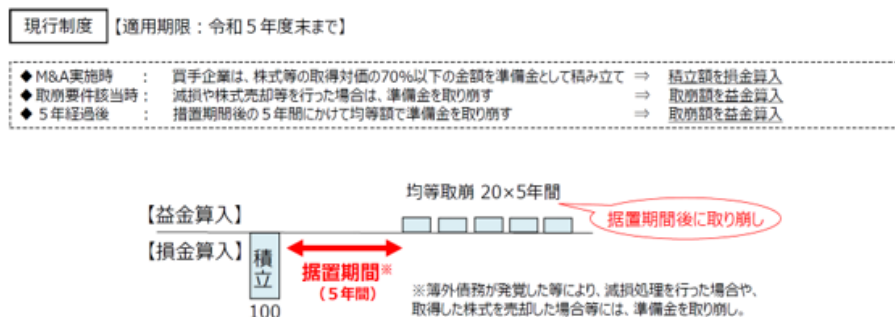 現行制度 【適用期限：令和５年度末まで】
◆ M&A実施時 ： 買手企業は、株式等の取得対価の70%以下の金額を準備金として積み立て ⇒ 積立額を損金算入
◆ 取崩要件該当時： 減損や株式売却等を行った場合は、準備金を取り崩す ⇒ 取崩額を益金算入
◆ ５年経過後 ： 措置期間後の５年間にかけて均等額で準備金を取り崩す ⇒ 取崩額を益金算入
均等取崩 20×5年間
【益金算入】
据置期間後に取り崩し
【損金算入】
積立
据置期間※
（５年間）
100
※簿外債務が発覚した等により、減損処理を行った場合や、
取得した株式を売却した場合等には、準備金を取り崩し。